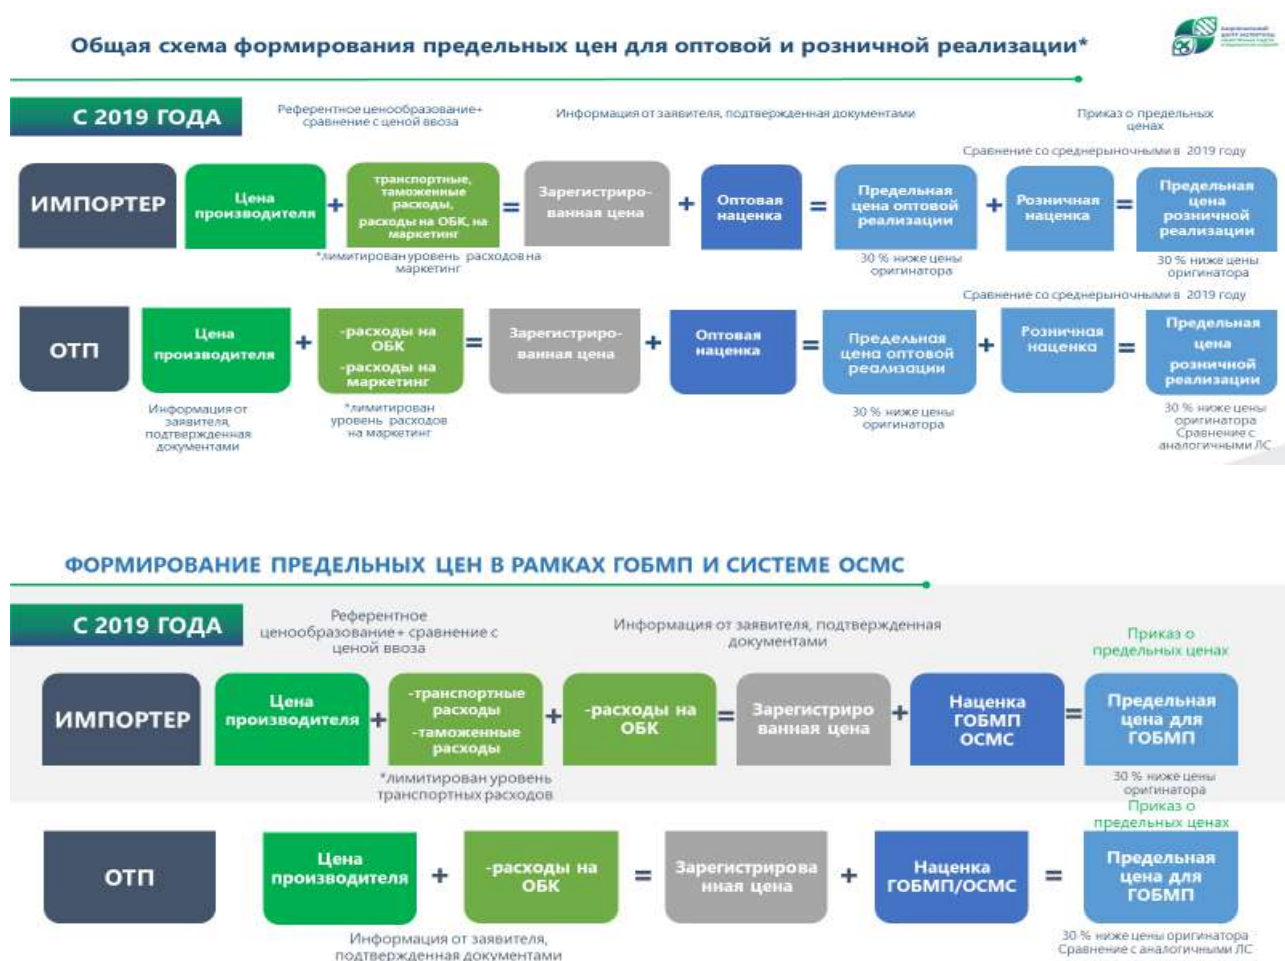 Общая схема формирования предельных цен для оптовой и розничной реализации*
НАЦИОНАЛЬНЫЙ
С 2019 ГОДА
Референтное ценообразование+
сравнение с ценой ввоза
Информация от заявителя, подтвержденная документами
Приказ о предельных
ценах
Сравнение со среднерыночными в 2019 году
ИМПОРТЕР
Цена
производителя
+
транспортные,
таможенные
расходы,
расходы на ОБК, на
маркетинг
=
Зарегистриро-
ванная цена
+
Оптовая
наценка
=
Предельная
цена оптовой
реализации
+
Розничная
наценка
=
Предельная
цена
розничной
реализации
*лимитирован уровень расходов на
маркетинг
30 % ниже цены
оригинатора
30 % ниже цены
оригинатора
Сравнение со среднерыночными в 2019 году
ОТП
Цена
производителя
+
-расходы на
ОБК
-расходы на
маркетинг
=
Зарегистриро-
ванная цена
+
Оптовая
наценка
=
Предельная
цена оптовой
реализации
+
Розничная
наценка
=
Предельная
цена
розничной
реализации
Информация от
заявителя,
подтвержденная
документами
*лимитирован
уровень расходов
на маркетинг
30 % ниже цены
оригинатора
30 % ниже цены
оригинатора
Сравнение с
аналогичными ЛС
ФОРМИРОВАНИЕ ПРЕДЕЛЬНЫХ ЦЕН В РАМКАХ ГОБМП И СИСТЕМЕ ОСМС
С 2019 ГОДА
Референтное
ценообразование+ сравнение с
ценой ввоза
Информация от заявителя, подтвержденная
документами
Приказ о
предельных ценах
ИМПОРТЕР
Цена
производителя
+
-транспортные
расходы
-таможенные
расходы
+
-расходы на
ОБК
=
Зарегистриро
ванная цена
+
Наценка
ГОБМП
ОСМС
=
Предельная
цена для
ГОБМП
*лимитирован уровень
транспортных расходов
30 % ниже цены
оригинатора
Приказ о
предельных ценах
ОТП
Цена
производителя
+
-расходы на
ОБК
=
Зарегистрирова
нная цена
+
Наценка
ГОБМП/ОСМС
=
Предельная
цена для
ГОБМП
Информация от заявителя,
подтвержденная документами
30 % ниже цены оригинатора
Сравнение с аналогичными ЛС